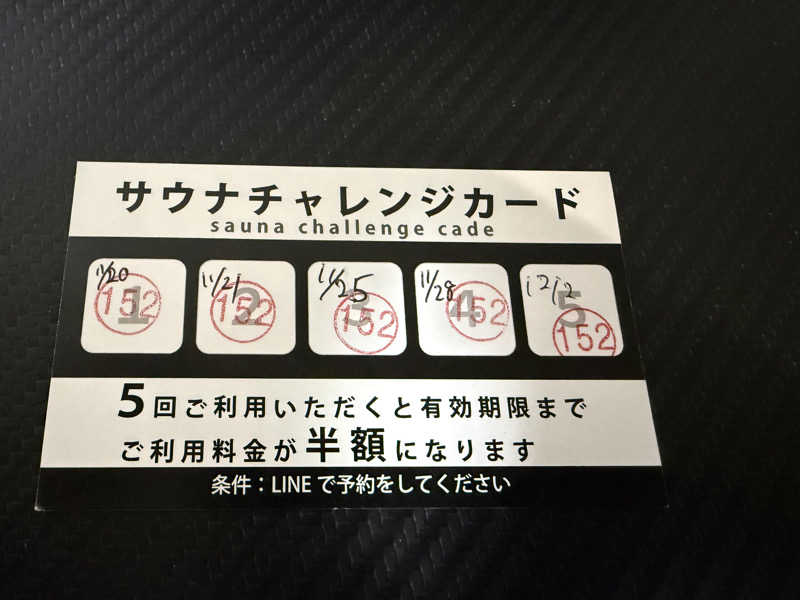 サウナチャレンジカード
sauna challenge cade
11/20 11/21 11/25 11/28 12/2
1 2 3 4 5
152 152 152 152 152
5回ご利用いただくと有効期限まで
ご利用料金が半額になります
条件：LINEで予約をしてください